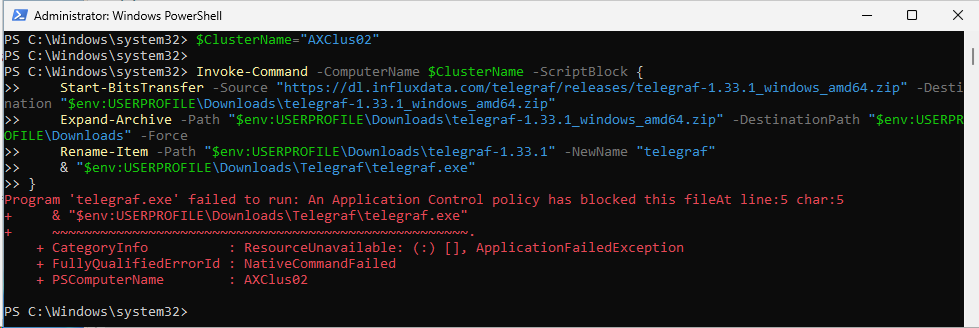 Administrator: Windows PowerShell
PS C:\Windows\system32> $ClusterName="AXClus02"
PS C:\Windows\system32>
PS C:\Windows\system32> Invoke-Command -ComputerName $ClusterName -ScriptBlock {
>>     Start-BitsTransfer -Source "https://dl.influxdata.com/telegraf/releases/telegraf-1.33.1_windows_amd64.zip" -Desti
nation "$env:USERPROFILE\Downloads\telegraf-1.33.1_windows_amd64.zip"
>>     Expand-Archive -Path "$env:USERPROFILE\Downloads\telegraf-1.33.1_windows_amd64.zip" -DestinationPath "$env:USERPR
OFILE\Downloads" -Force
>>     Rename-Item -Path "$env:USERPROFILE\Downloads\telegraf-1.33.1" -NewName "telegraf"
>>     & "$env:USERPROFILE\Downloads\Telegraf\telegraf.exe"
>> }
Program 'telegraf.exe' failed to run: An Application Control policy has blocked this fileAt line:5 char:5
+     & "$env:USERPROFILE\Downloads\Telegraf\telegraf.exe"
+     ~~~~~~~~~~~~~~~~~~~~~~~~~~~~~~~~~~~~~~~~~~~~~~~~~~~~.
    + CategoryInfo          : ResourceUnavailable: (:) [], ApplicationFailedException
    + FullyQualifiedErrorId : NativeCommandFailed
    + PSComputerName        : AXClus02
PS C:\Windows\system32>